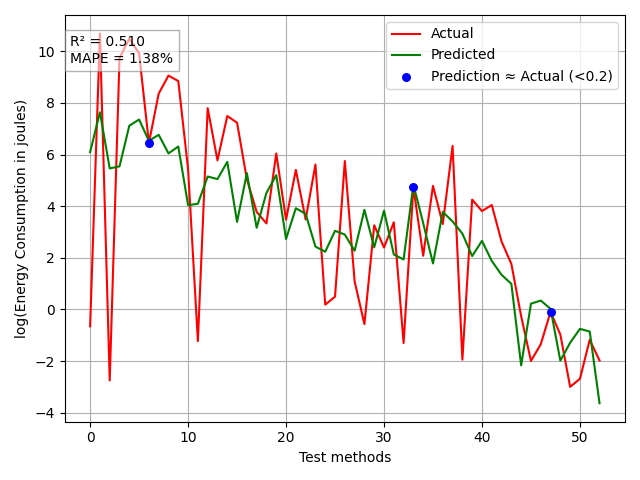 R² = 0.510
MAPE = 1.38%
Actual
Predicted
Prediction ≈ Actual (<0.2)
log(Energy Consumption in joules)
10
8
6
4
2
0
−2
−4
0
10
20
30
40
50
Test methods